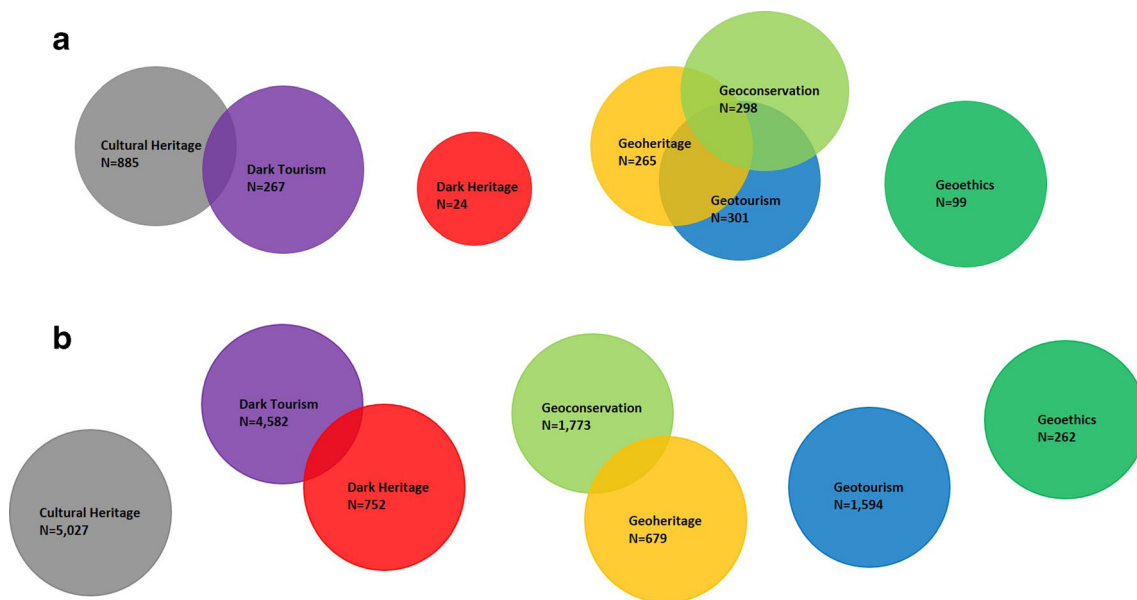 a
Cultural Heritage
N=885
Dark Tourism
N=267
Dark Heritage
N=24
Geoheritage
N=265
Geoconservation
N=298
Geotourism
N=301
Geoethics
N=99
b
Cultural Heritage
N=5,027
Dark Tourism
N=4,582
Dark Heritage
N=752
Geoconservation
N=1,773
Geoheritage
N=679
Geotourism
N=1,594
Geoethics
N=262